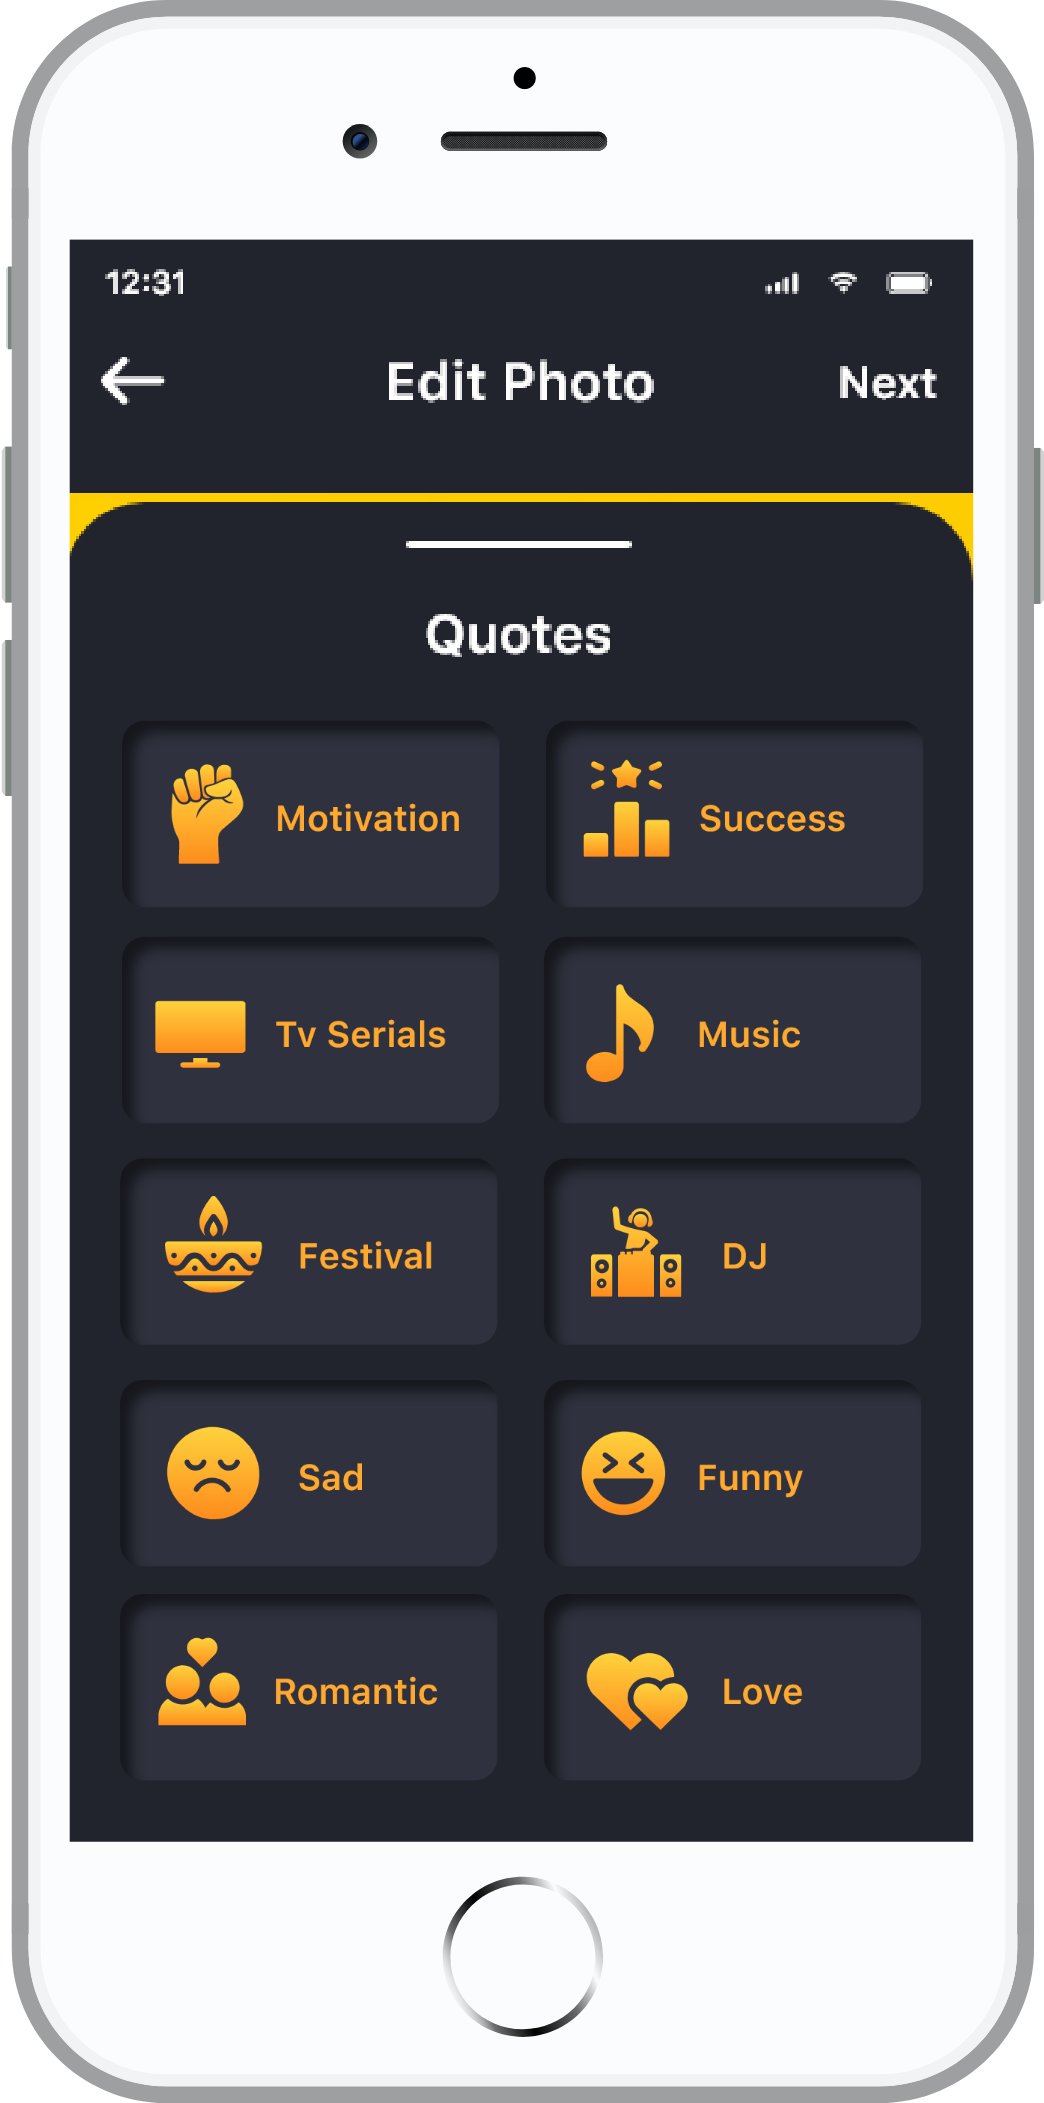 12:31
Edit Photo
Next
Quotes
Motivation
Success
Tv Serials
Music
Festival
DJ
Sad
Funny
Romantic
Love